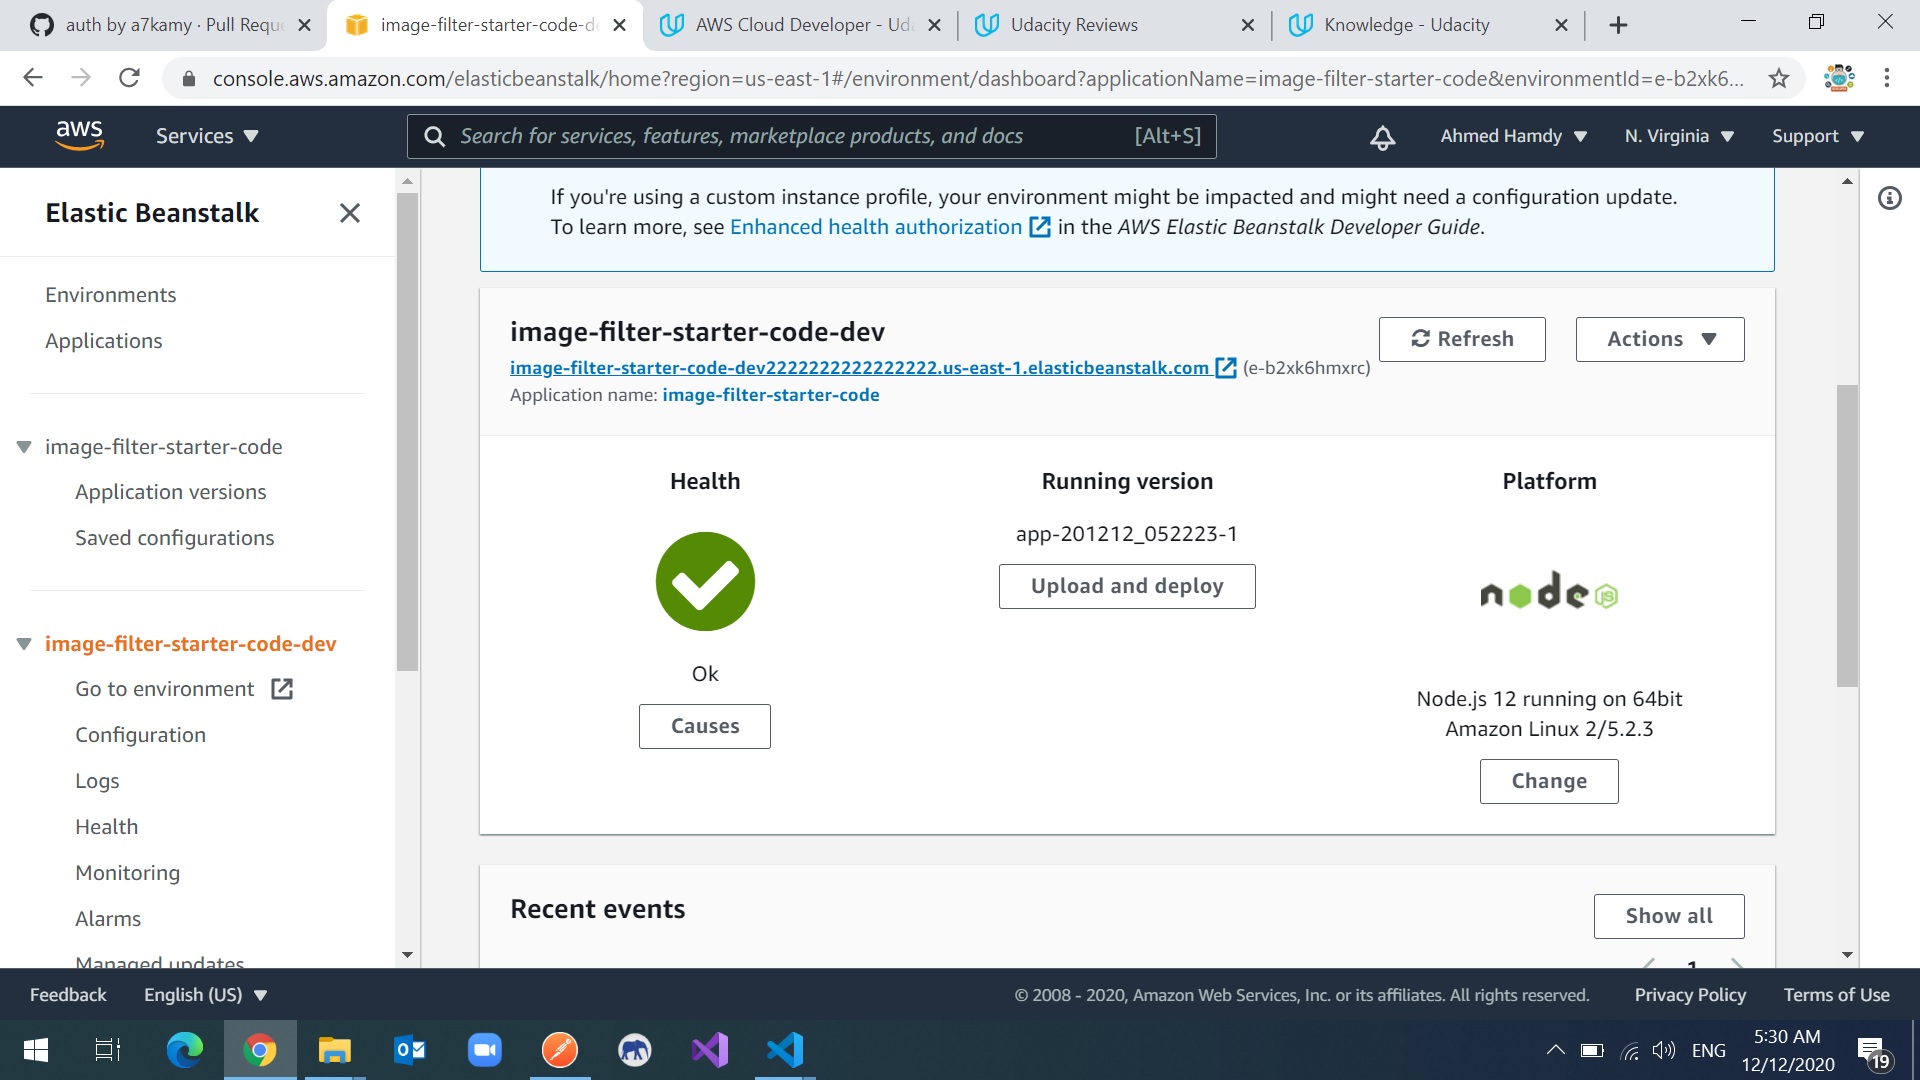 auth by a7kamy · Pull Reque
image-filter-starter-code-de
AWS Cloud Developer - Uda
Udacity Reviews
Knowledge - Udacity
console.aws.amazon.com/elasticbeanstalk/home?region=us-east-1#/environment/dashboard?applicationName=image-filter-starter-code&environmentId=e-b2xk6...
aws
Services
Search for services, features, marketplace products, and docs
[Alt+S]
Ahmed Hamdy
N. Virginia
Support
Elastic Beanstalk
Environments
Applications
image-filter-starter-code
Application versions
Saved configurations
image-filter-starter-code-dev
Go to environment
Configuration
Logs
Health
Monitoring
Alarms
Managed updates
If you're using a custom instance profile, your environment might be impacted and might need a configuration update.
To learn more, see Enhanced health authorization in the AWS Elastic Beanstalk Developer Guide.
image-filter-starter-code-dev
Refresh
Actions
image-filter-starter-code-dev2222222222222222.us-east-1.elasticbeanstalk.com (e-b2xk6hmxrc)
Application name: image-filter-starter-code
Health
Ok
Causes
Running version
app-201212_052223-1
Upload and deploy
Platform
node JS
Node.js 12 running on 64bit
Amazon Linux 2/5.2.3
Change
Recent events
Show all
1
Feedback
English (US)
© 2008 - 2020, Amazon Web Services, Inc. or its affiliates. All rights reserved.
Privacy Policy
Terms of Use
ENG
5:30 AM
12/12/2020
19